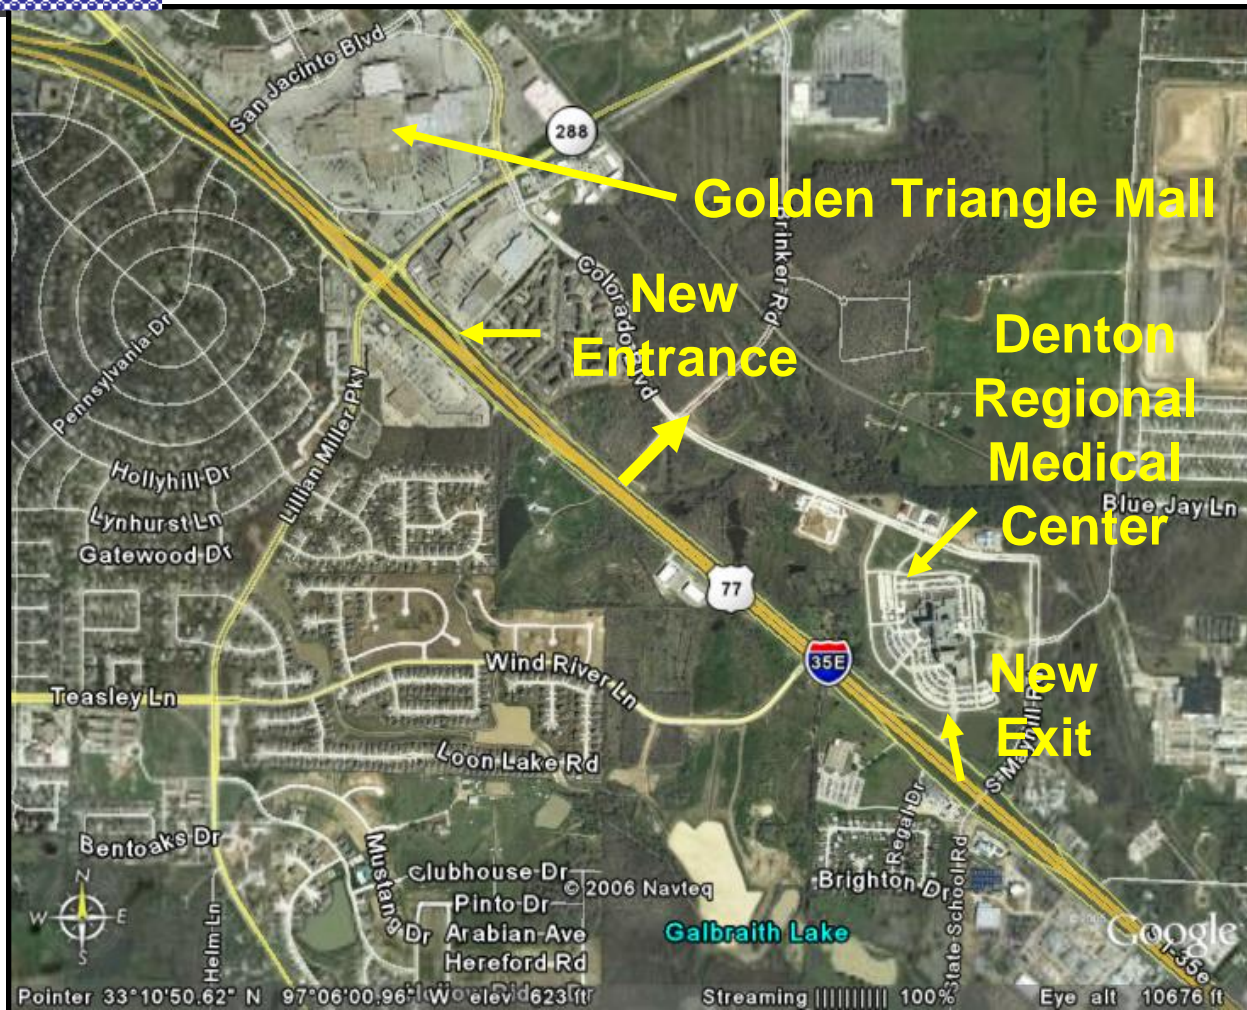 San Jacinto Blvd
288
Golden Triangle Mall
Brinker Rd
Colorado Blvd
New
Entrance
Denton
Regional
Medical
Center
Pennsylvania Dr
Lillian Miller Pky
Hollyhill Dr
Lynhurst Ln
Gatewood Dr
Blue Jay Ln
77
35E
Wind River Ln
Teasley Ln
New
Exit
S Mayhill Rd
Loon Lake Rd
Regal Dr
Bentoaks Dr
Mustang Dr
Clubhouse Dr
© 2006 Navteq
Brighton Dr
State School Rd
N
W E
S
Pinto Dr
Helm Ln
Arabian Ave
Galbraith Lake
©2006
Google
Hereford Rd
I-35e
Pointer 33°10'50.62" N 97°06'00.96" W elev 623 ft
Streaming |||||||||| 100%
Eye alt 10676 ft